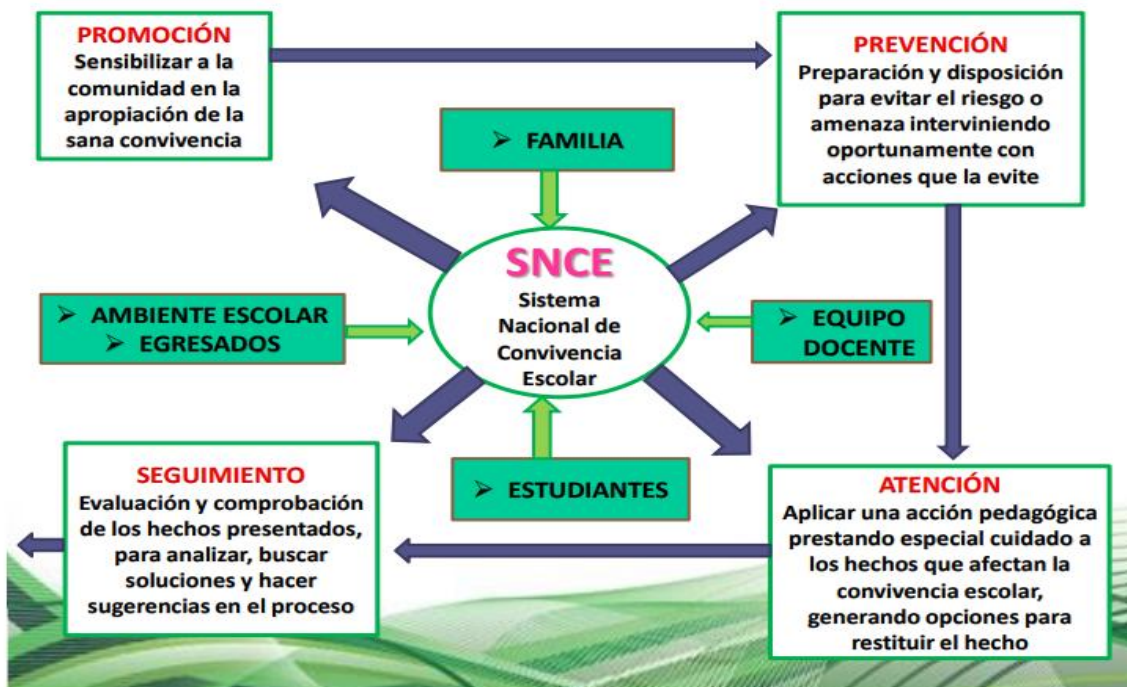 PROMOCIÓN
Sensibilizar a la
comunidad en la
apropiación de la
sana convivencia
PREVENCIÓN
Preparación y disposición
para evitar el riesgo o
amenaza interviniendo
oportunamente con
acciones que la evite
➢ FAMILIA
SNCE
Sistema
Nacional de
Convivencia
Escolar
➢ AMBIENTE ESCOLAR
➢ EGRESADOS
➢ EQUIPO
DOCENTE
➢ ESTUDIANTES
SEGUIMIENTO
Evaluación y comprobación
de los hechos presentados,
para analizar, buscar
soluciones y hacer
sugerencias en el proceso
ATENCIÓN
Aplicar una acción pedagógica
prestando especial cuidado a
los hechos que afectan la
convivencia escolar,
generando opciones para
restituir el hecho